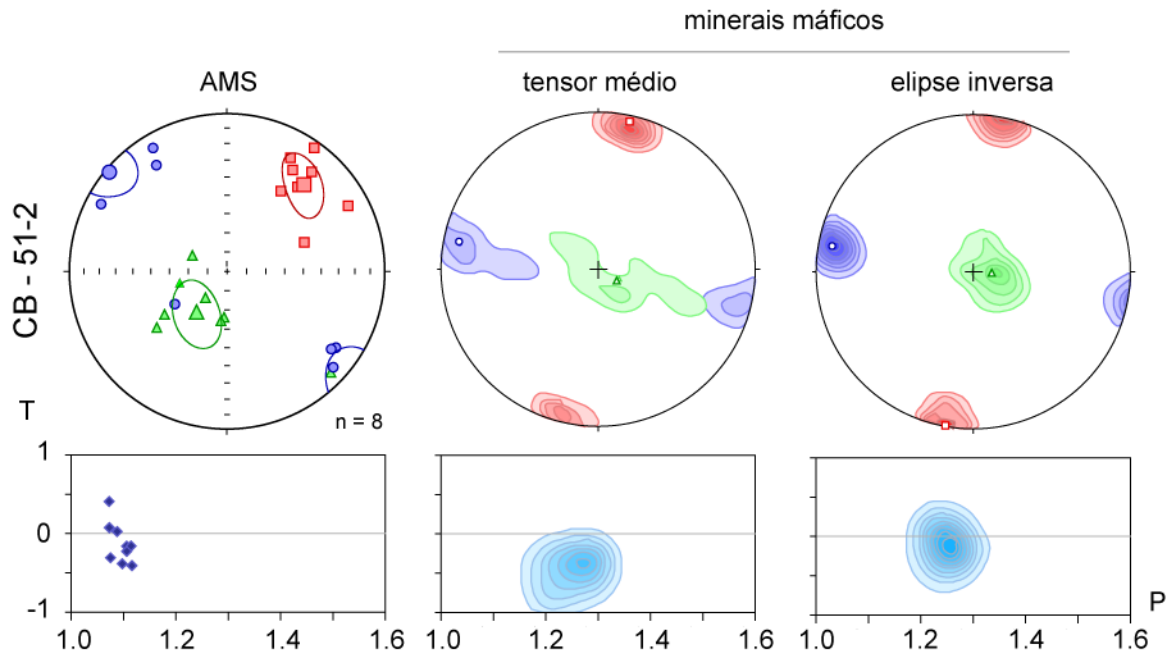 minerais máficos
AMS
tensor médio
elipse inversa
CB - 51-2
n = 8
T
1
0
-1
1.0 1.2 1.4 1.6
1.0 1.2 1.4 1.6
1.0 1.2 1.4 1.6
P